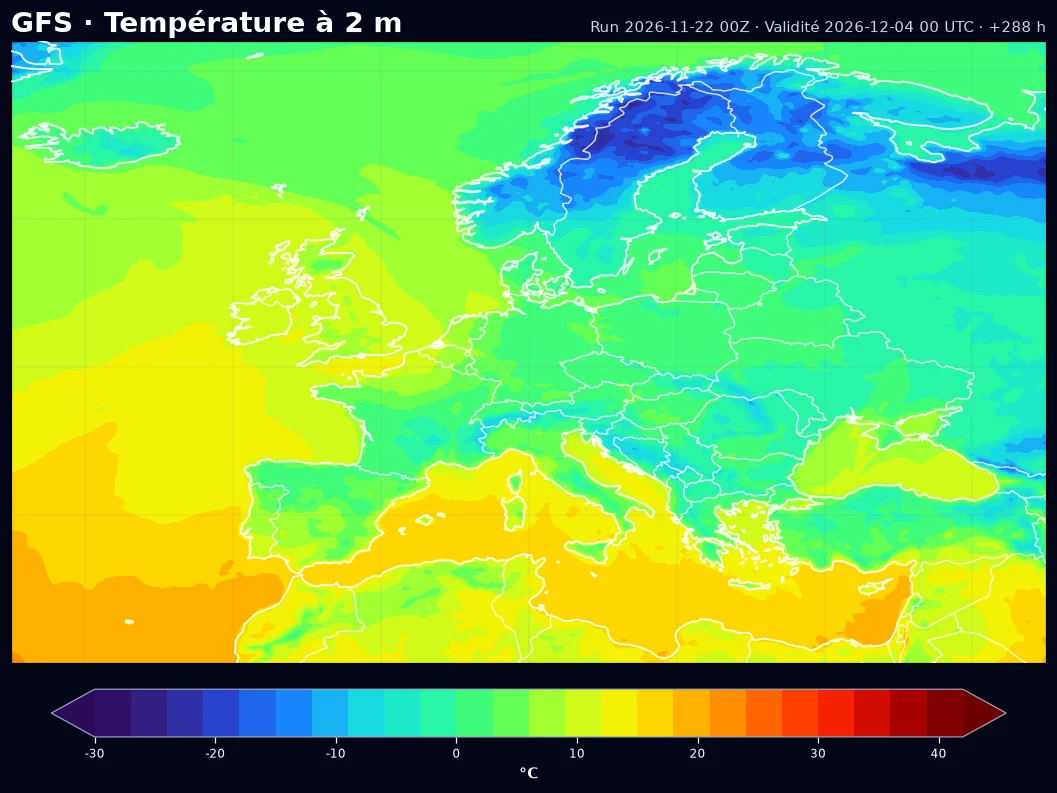 GFS · Température à 2 m
Run 2026-11-22 00Z · Validité 2026-12-04 00 UTC · +288 h
-30 -20 -10 0 10 20 30 40
°C